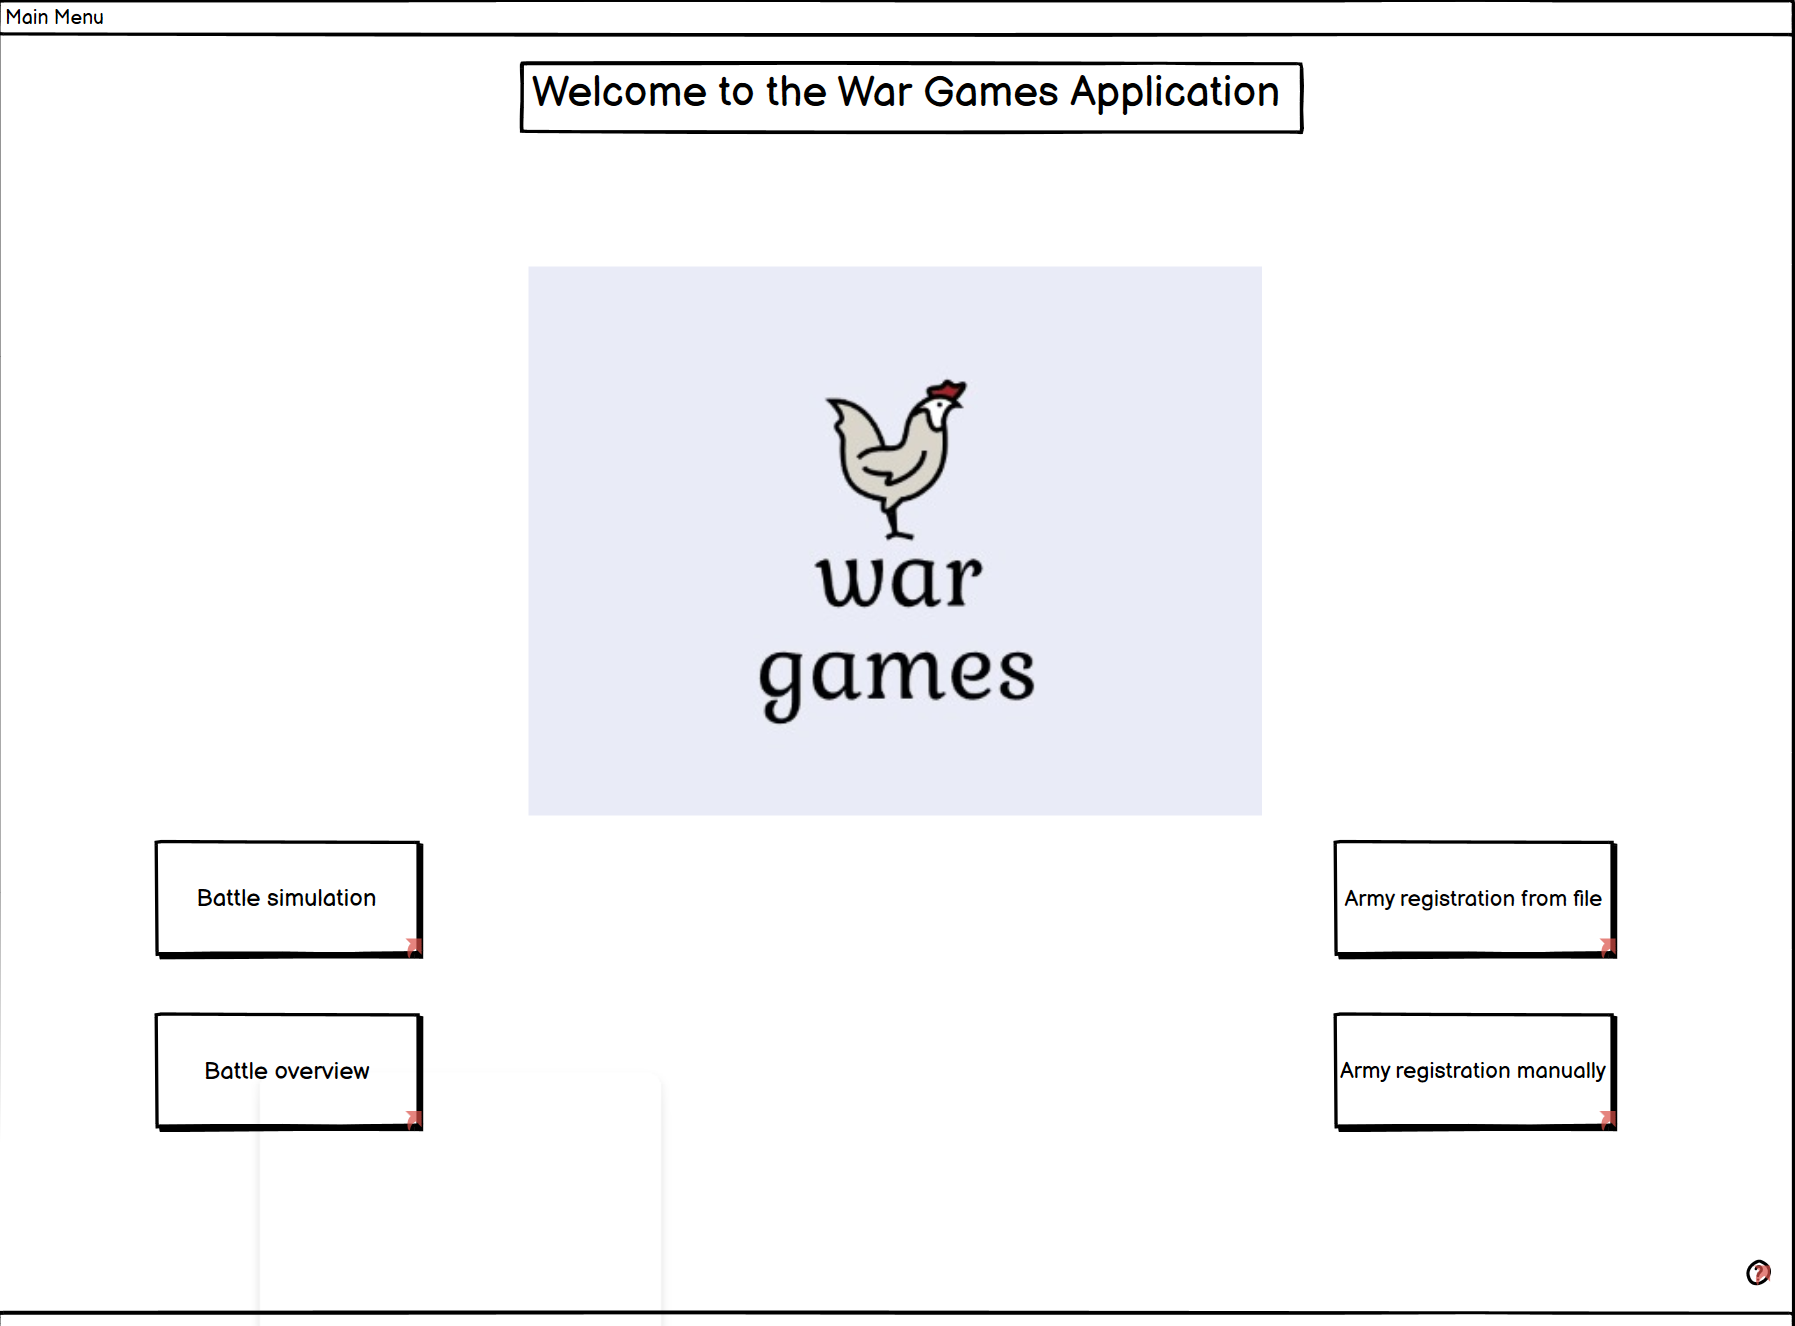 Main Menu
Welcome to the War Games Application
war
games
Battle simulation
Army registration from file
Battle overview
Army registration manually
?